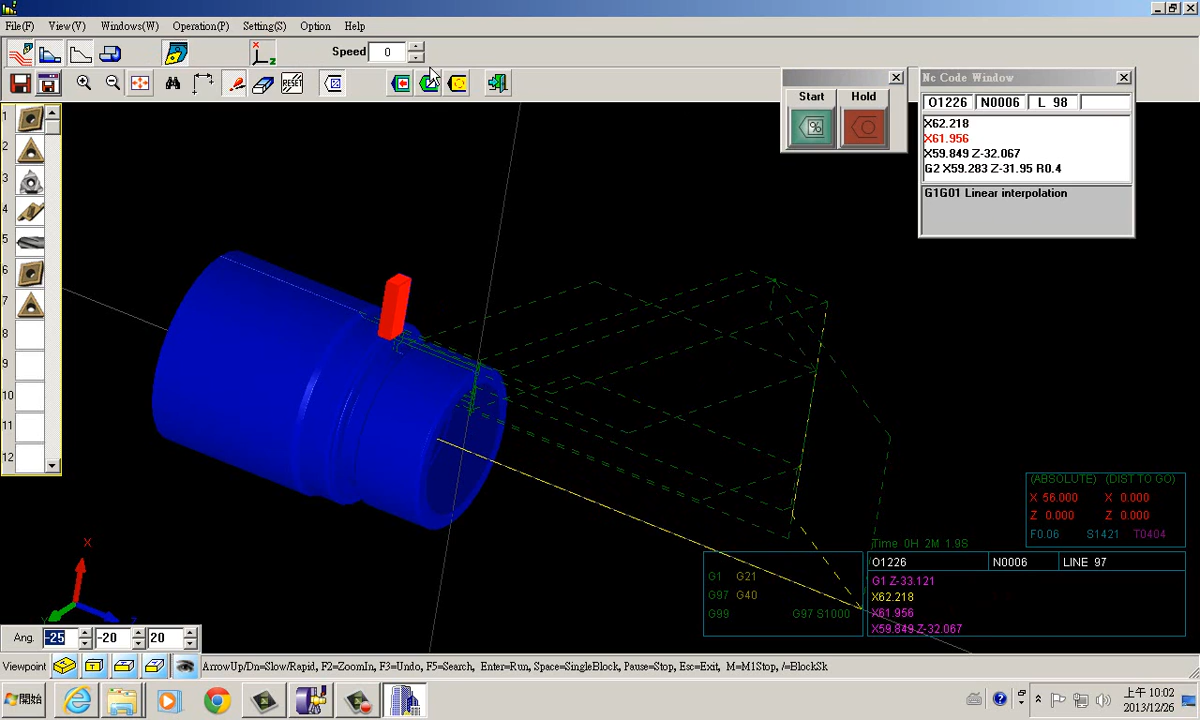 File(F) View(V) Windows(W) Operation(P) Setting(S) Option Help
Speed 0
X
Z
RESET
Start Hold
%
Nc Code Window
O1226 N0006 L 98
X62.218
X61.956
X59.849 Z-32.067
G2 X59.283 Z-31.95 R0.4
G1G01 Linear interpolation
1
2
3
4
5
6
7
8
9
10
11
12
(ABSOLUTE) (DIST TO GO)
X 56.000 X 0.000
Z 0.000 Z 0.000
F0.06 S1421 T0404
Time 0H 2M 1.9S
G1 G21
G97 G40
G99 G97 S1000
O1226 N0006 LINE 97
G1 Z-33.121
X62.218
X61.956
X59.849 Z-32.067
X
Z
Ang. -25 -20 20
Viewpoint ArrowUp/Dn=Slow/Rapid, F2=ZoomIn, F3=Undo, F5=Search, Enter=Run, Space=SingleBlock, Pause=Stop, Esc=Exit, M=M1Stop, /=BlockSk
開始
上午 10:02
2013/12/26